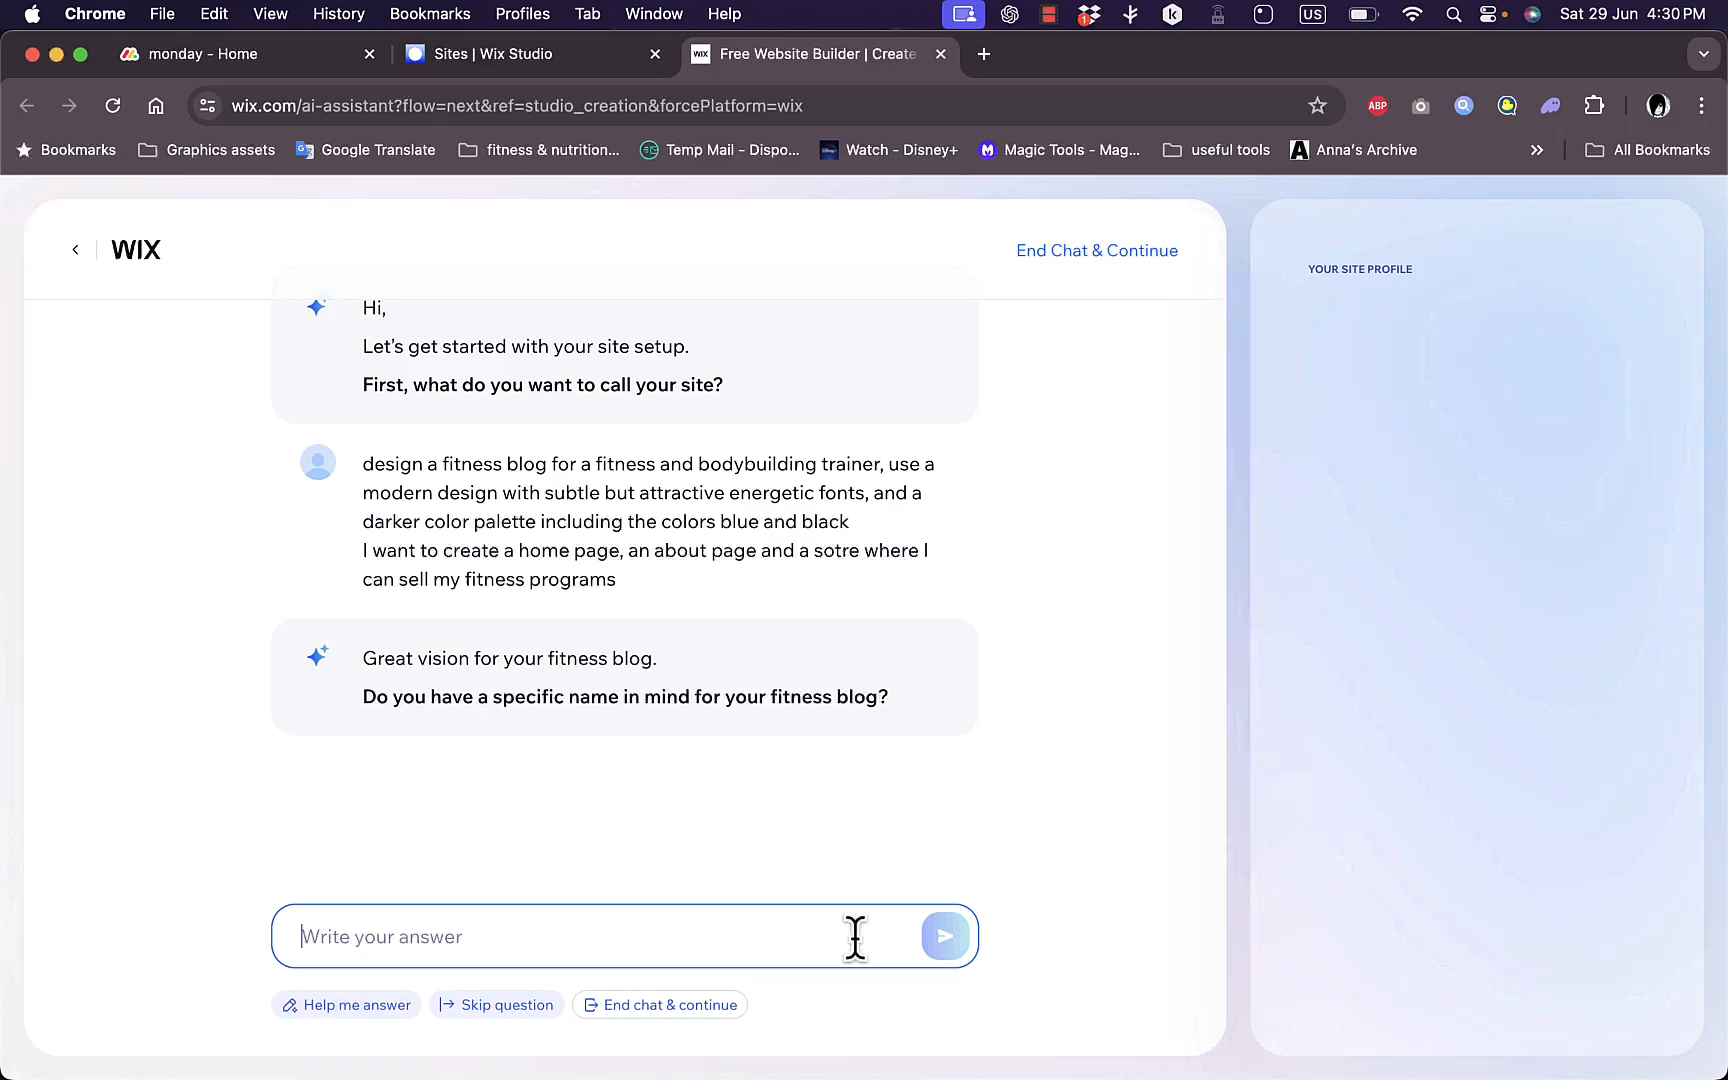 Chrome File Edit View History Bookmarks Profiles Tab Window Help 1 US Sat 29 Jun 4:30 PM
monday - Home Sites | Wix Studio WIX Free Website Builder | Create
wix.com/ai-assistant?flow=next&ref=studio_creation&forcePlatform=wix ABP
Bookmarks Graphics assets Google Translate fitness & nutrition... Temp Mail - Dispo... Watch - Disney+ Magic Tools - Mag... useful tools Anna's Archive All Bookmarks
WIX End Chat & Continue
YOUR SITE PROFILE
Hi,
Let's get started with your site setup.
First, what do you want to call your site?
design a fitness blog for a fitness and bodybuilding trainer, use a
modern design with subtle but attractive energetic fonts, and a
darker color palette including the colors blue and black
I want to create a home page, an about page and a sotre where I
can sell my fitness programs
Great vision for your fitness blog.
Do you have a specific name in mind for your fitness blog?
Write your answer
Help me answer Skip question End chat & continue